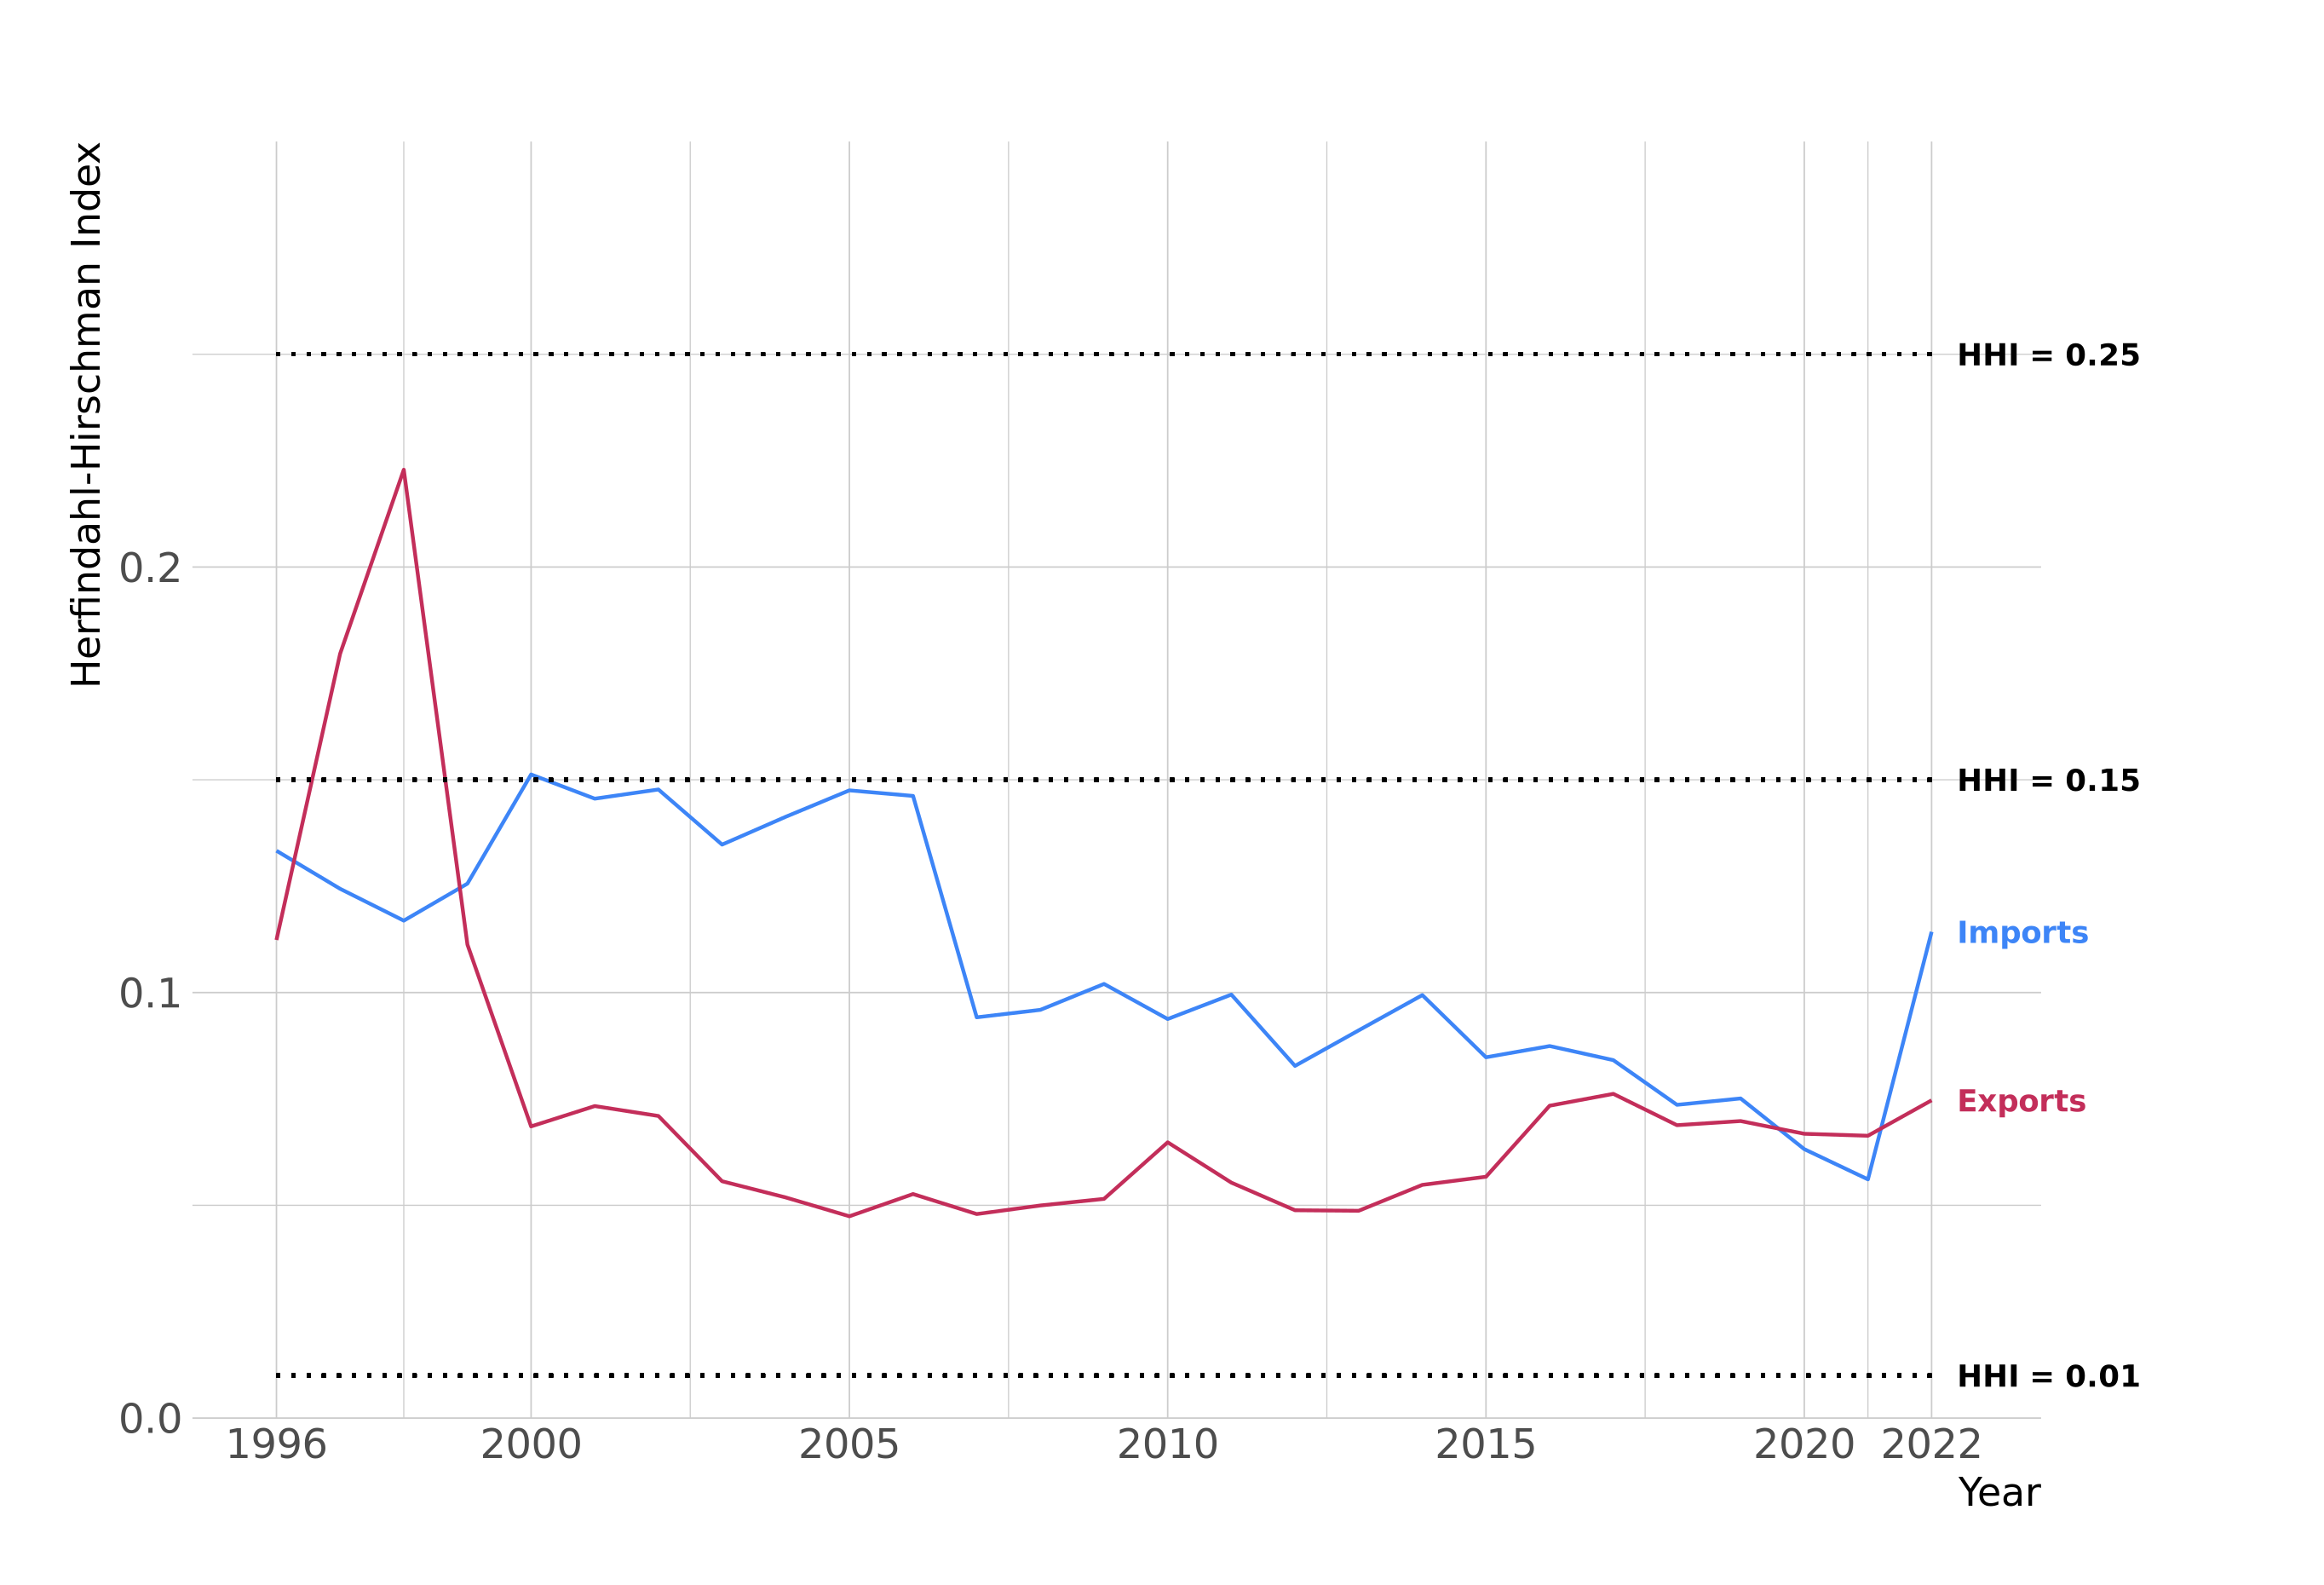 Herfindahl-Hirschman Index
HHI = 0.25
0.2
HHI = 0.15
Imports
0.1
Exports
HHI = 0.01
0.0
1996 2000 2005 2010 2015 2020 2022
Year